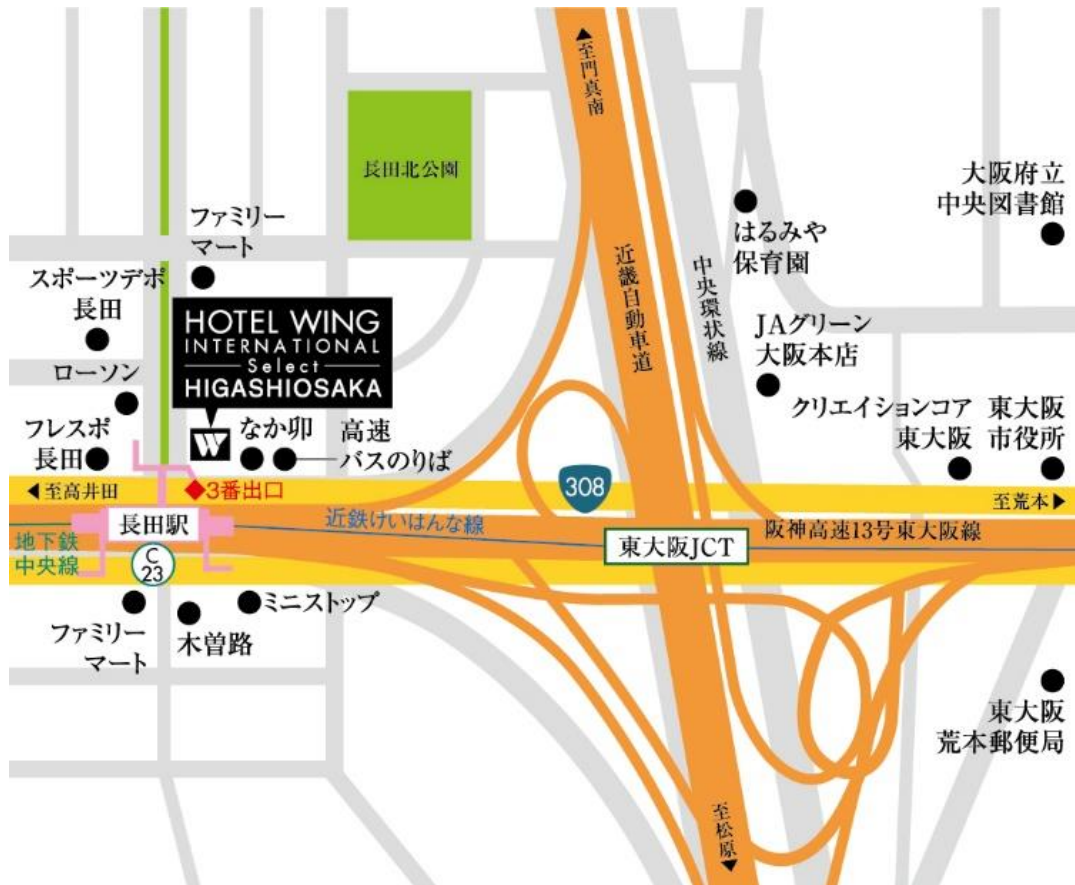 ▲至門真南
長田北公園
大阪府立
中央図書館
ファミリー
マート
はるみや
保育園
近畿自動車道
中央環状線
スポーツデポ
長田
HOTEL WING
INTERNATIONAL
Select
HIGASHIOSAKA
JAグリーン
大阪本店
ローソン
クリエイションコア
東大阪
東大阪
市役所
フレスポ
長田
W
なか卯
高速
バスのりば
◀至高井田
◆3番出口
308
至荒本▶
長田駅
近鉄けいはんな線
東大阪JCT
阪神高速13号東大阪線
地下鉄
中央線
C
23
ファミリー
マート
木曽路
ミニストップ
東大阪
荒本郵便局
至松原▼